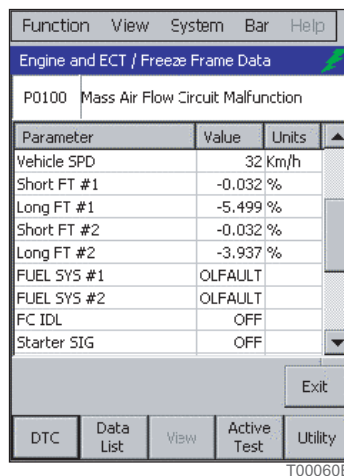 Function View System Bar Help
Engine and ECT / Freeze Frame Data
P0100 Mass Air Flow Circuit Malfunction
Parameter Value Units
Vehicle SPD 32 Km/h
Short FT #1 -0.032 %
Long FT #1 -5.499 %
Short FT #2 -0.032 %
Long FT #2 -3.937 %
FUEL SYS #1 OLFAULT
FUEL SYS #2 OLFAULT
FC IDL OFF
Starter SIG OFF
Exit
DTC Data List View Active Test Utility